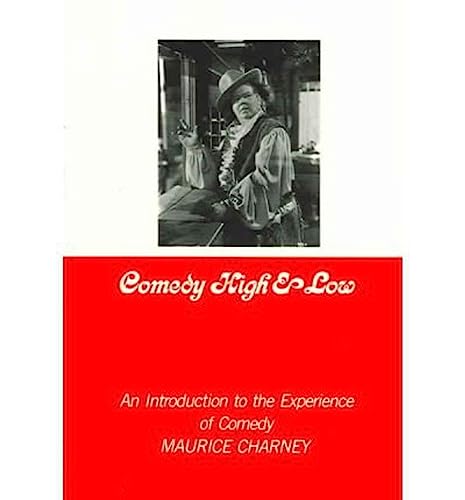 Comedy High & Low
An Introduction to the Experience
of Comedy
MAURICE CHARNEY